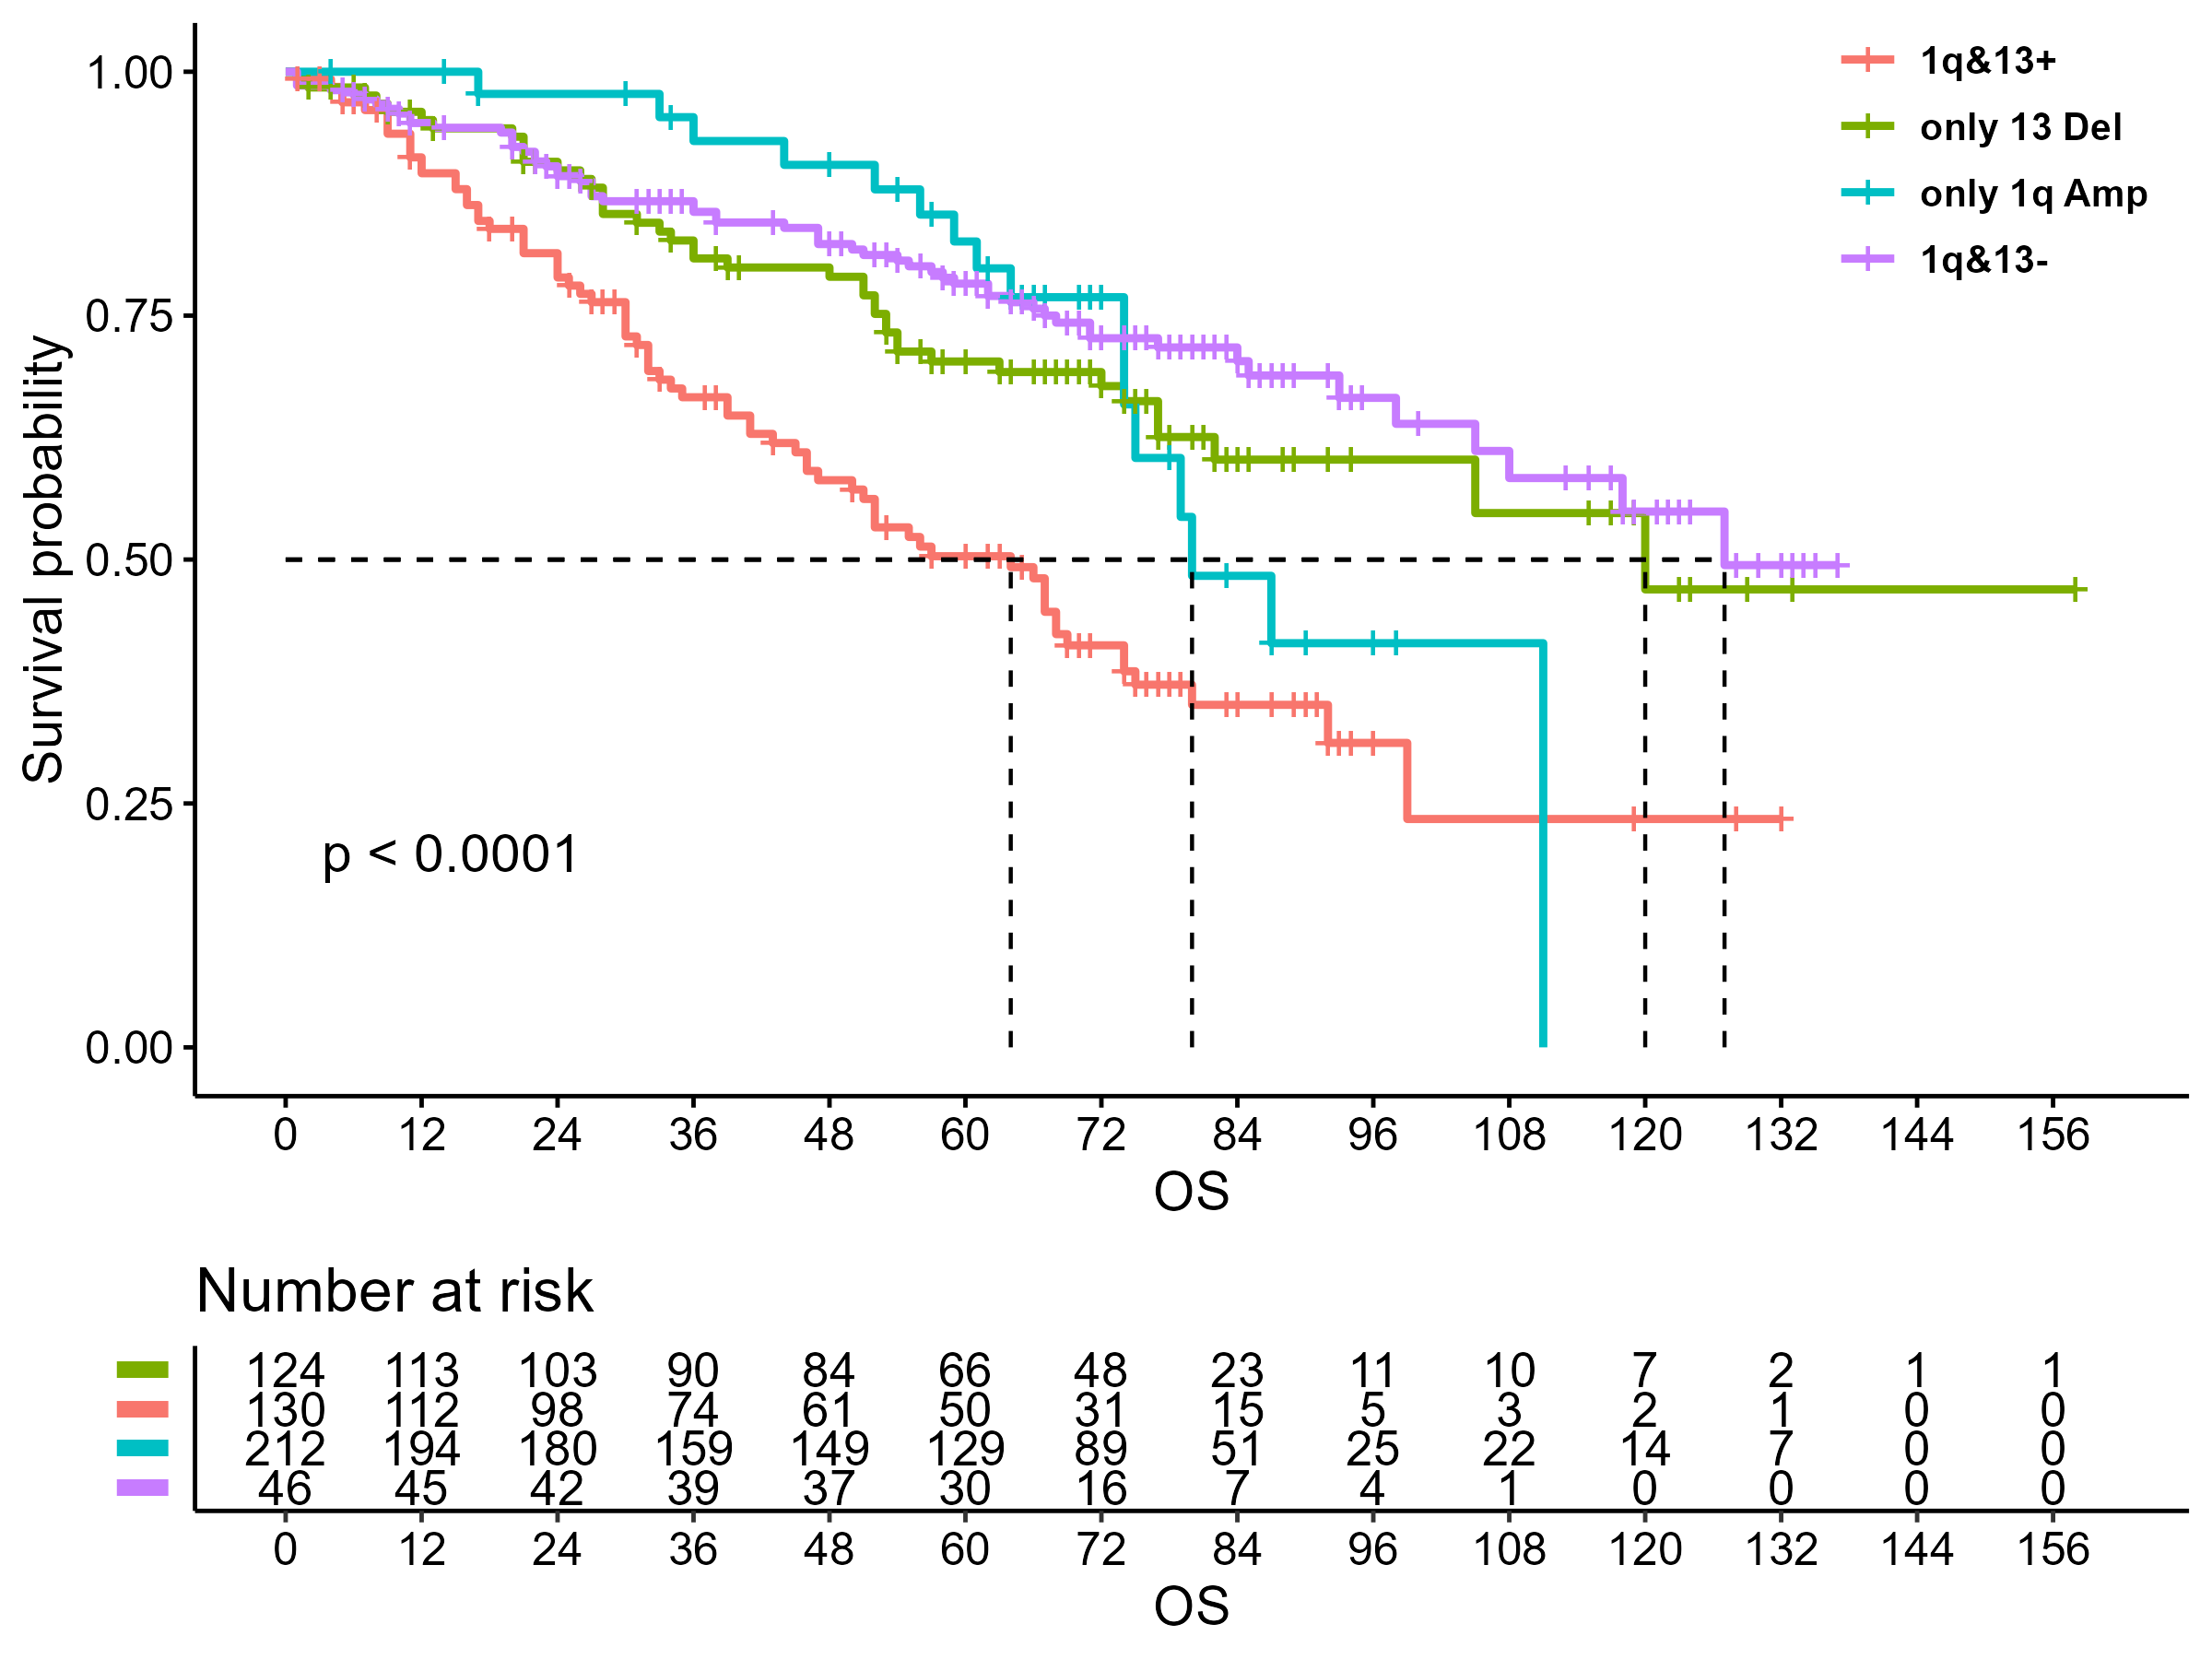 1q&13+
only 13 Del
only 1q Amp
1q&13-
Survival probability
1.00
0.75
0.50
0.25
0.00
p < 0.0001
0 12 24 36 48 60 72 84 96 108 120 132 144 156
OS
Number at risk
124 113 103 90 84 66 48 23 11 10 7 2 1 1
130 112 98 74 61 50 31 15 5 3 2 1 0 0
212 194 180 159 149 129 89 51 25 22 14 7 0 0
46 45 42 39 37 30 16 7 4 1 0 0 0 0
0 12 24 36 48 60 72 84 96 108 120 132 144 156
OS